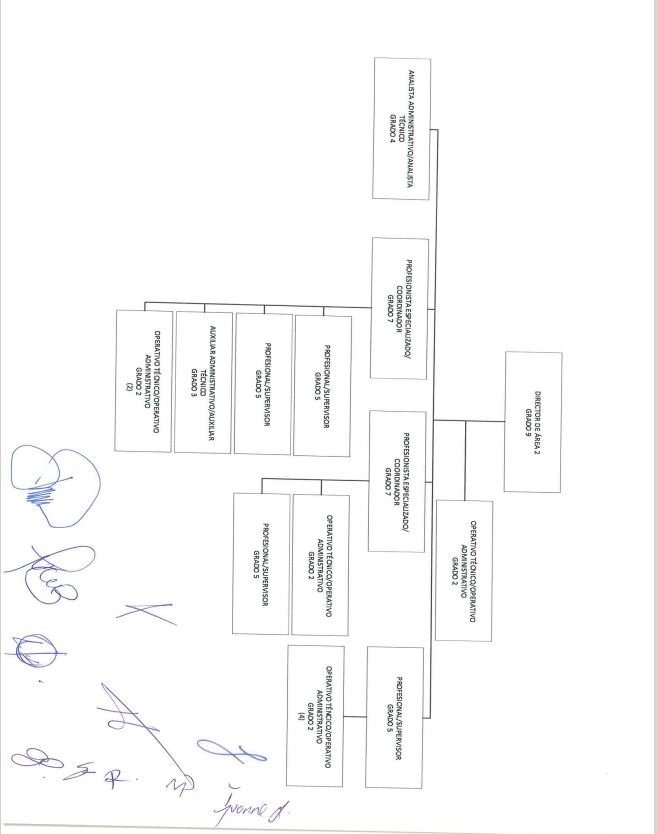 DIRECTOR DE ÁREA 2
GRADO 9
OPERATIVO TÉCNICO/OPERATIVO
ADMINISTRATIVO
GRADO 2
ANALISTA ADMINISTRATIVO/ANALISTA
TÉCNICO
GRADO 4
PROFESIONISTA ESPECIALIZADO/
COORDINADOR
GRADO 7
PROFESIONAL/SUPERVISOR
GRADO 5
PROFESIONAL/SUPERVISOR
GRADO 5
AUXILIAR ADMINISTRATIVO/AUXILIAR
TÉCNICO
GRADO 3
OPERATIVO TÉCNICO/OPERATIVO
ADMINISTRATIVO
GRADO 2
(2)
PROFESIONISTA ESPECIALIZADO/
COORDINADOR
GRADO 7
OPERATIVO TÉCNICO/OPERATIVO
ADMINISTRATIVO
GRADO 2
PROFESIONAL/SUPERVISOR
GRADO 5
PROFESIONAL/SUPERVISOR
GRADO 5
OPERATIVO TÉNCICO/OPERATIVO
ADMINISTRATIVO
GRADO 2
(4)
Ivonne